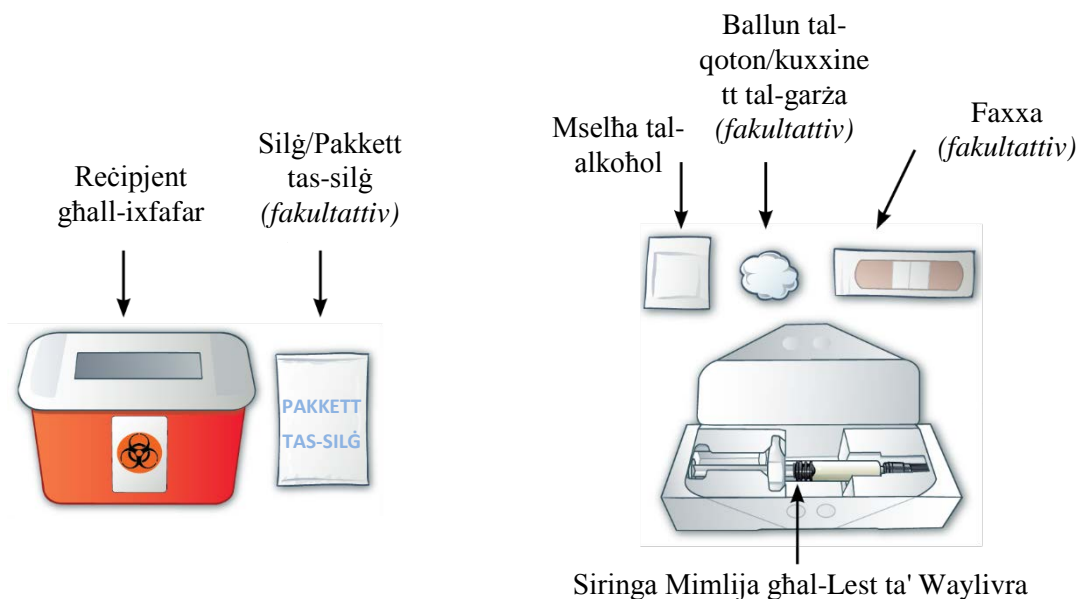 Reċipjent
għall-ixfafar
Silġ/Pakkett
tas-silġ
(fakultattiv)
PAKKETT
TAS-SILĠ
Mselħa tal-
alkoħol
Ballun tal-
qoton/kuxxine
tt tal-garża
(fakultattiv)
Faxxa
(fakultattiv)
Siringa Mimlija għal-Lest ta' Waylivra